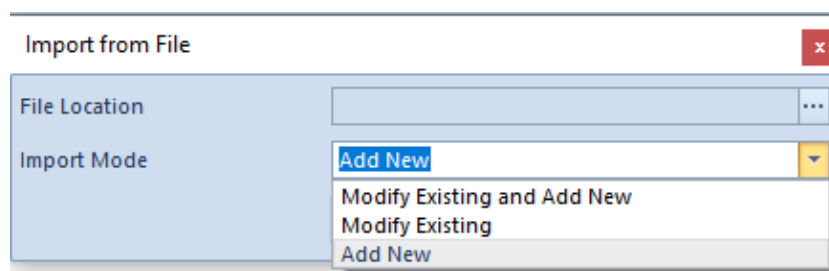 Import from File
x
File Location
...
Import Mode
Add New
Modify Existing and Add New
Modify Existing
Add New